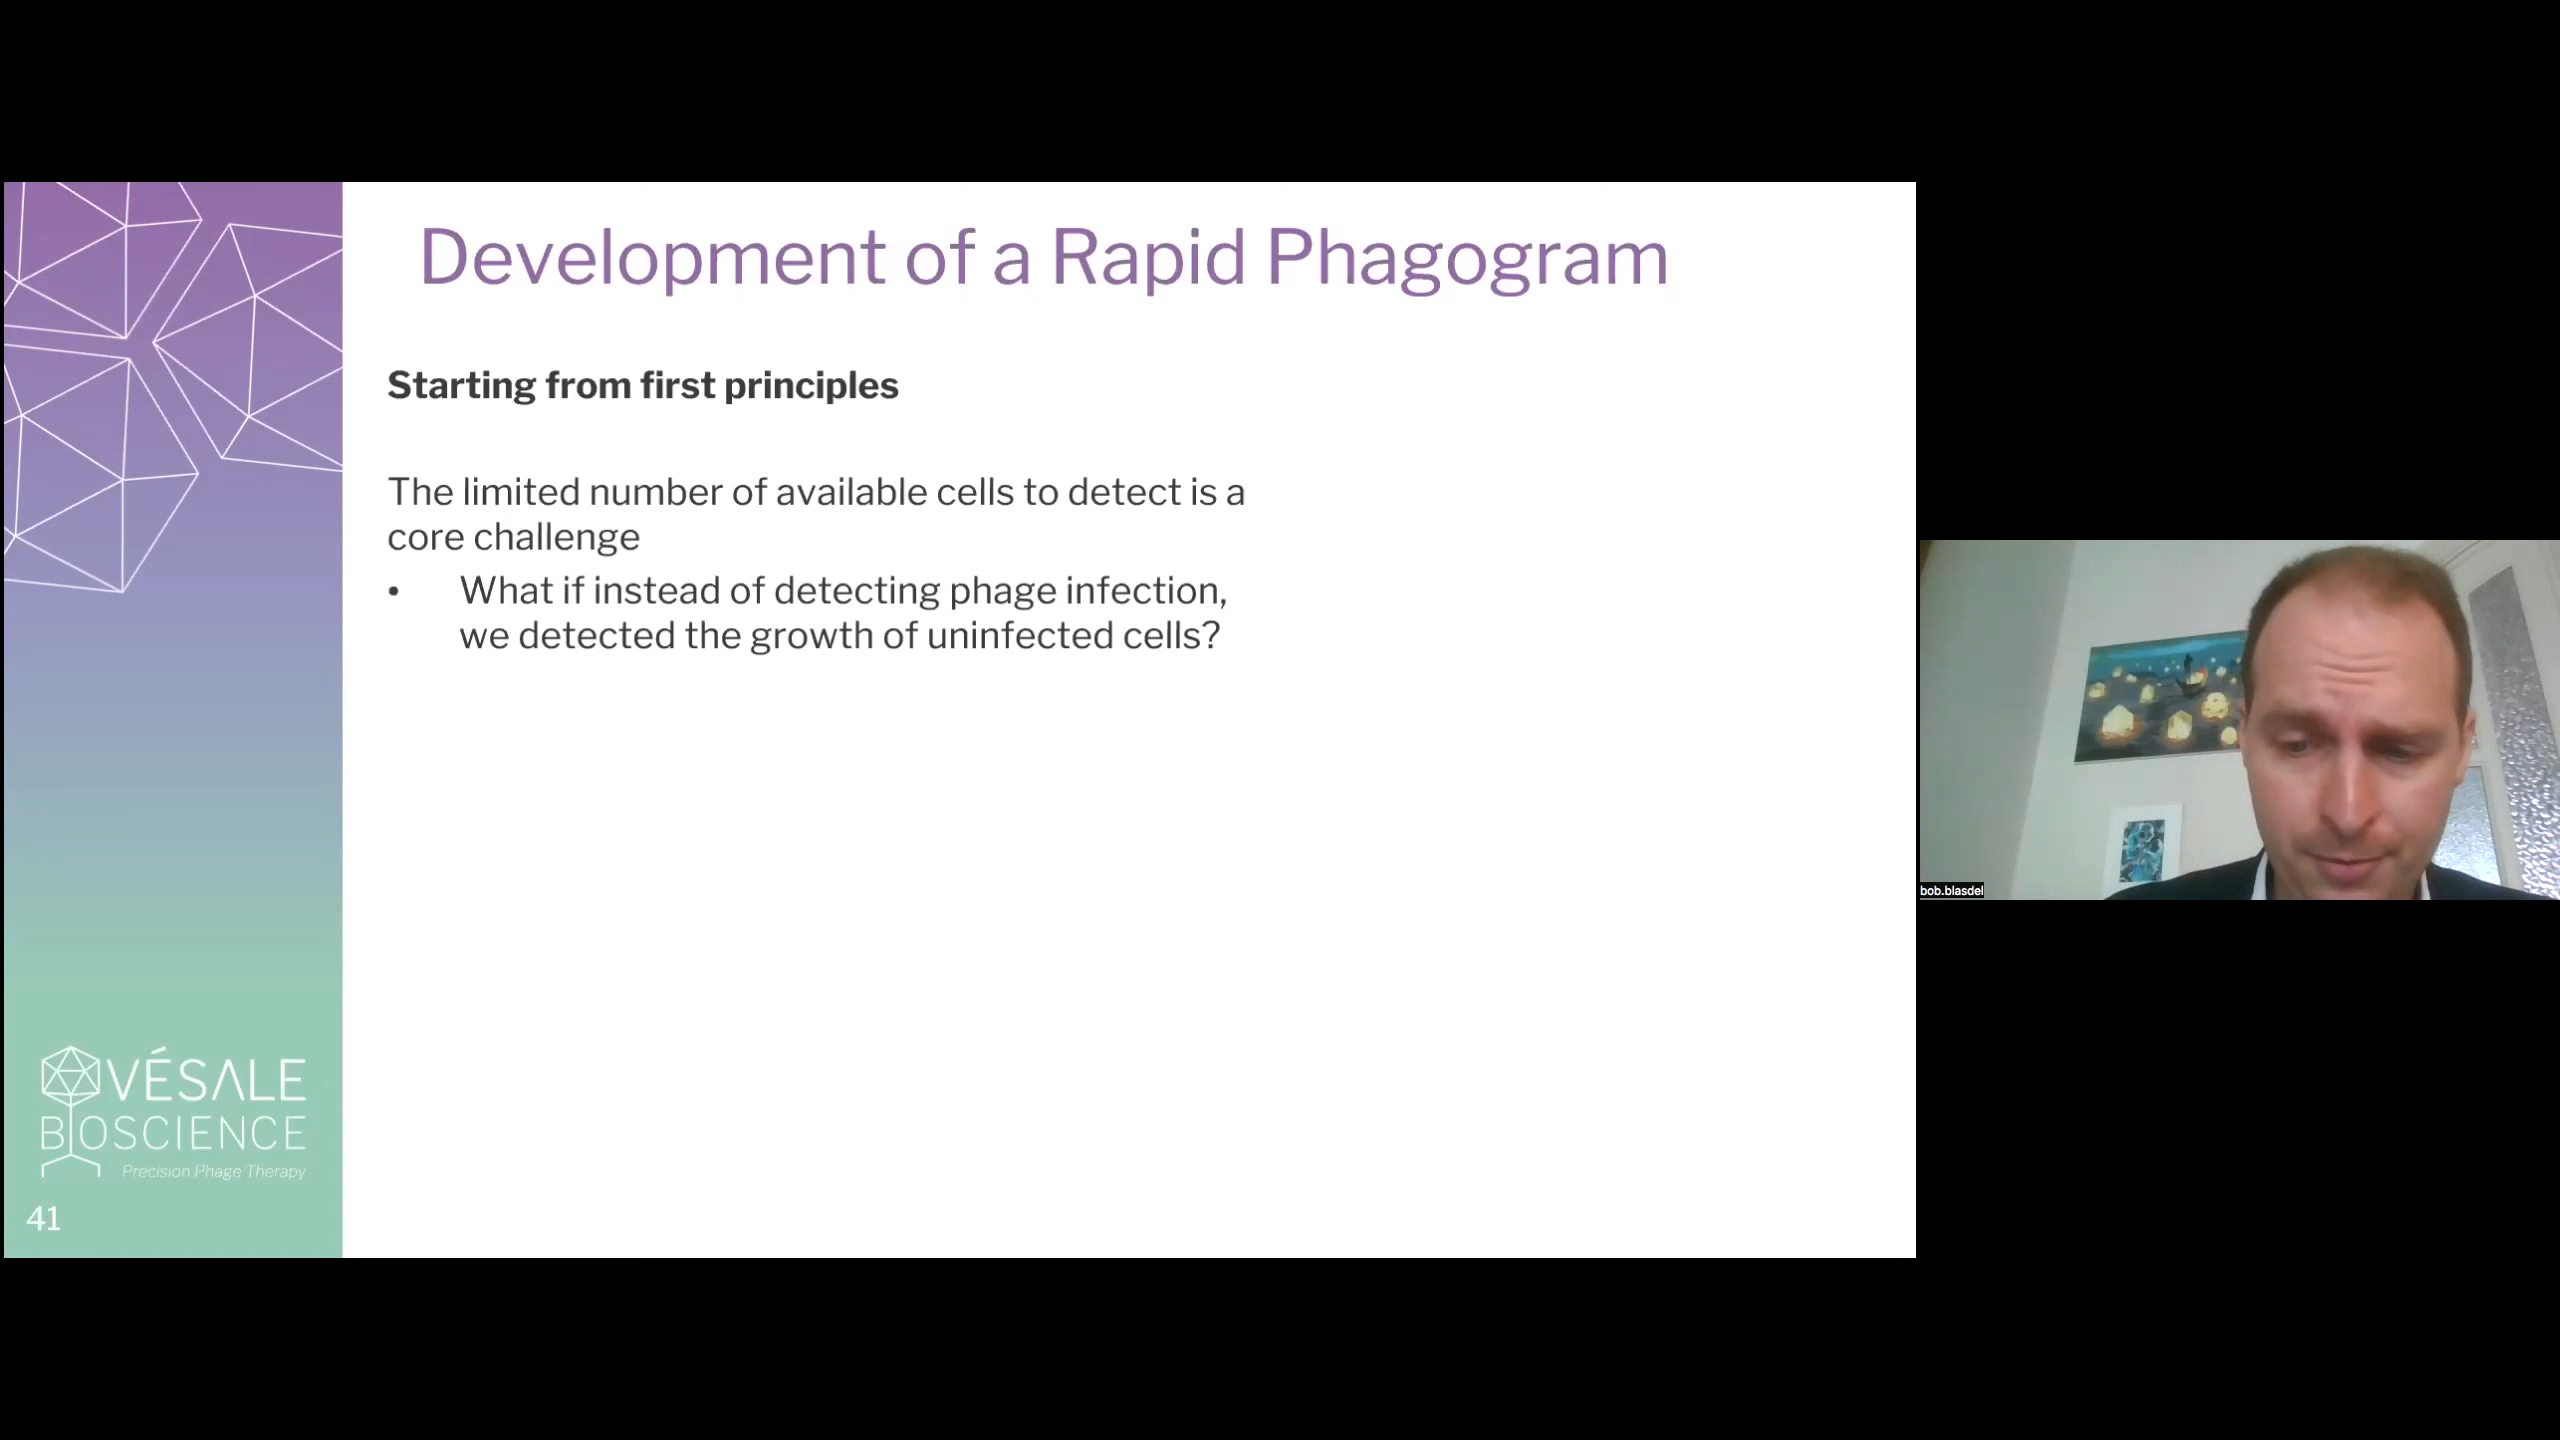 Development of a Rapid Phagogram
Starting from first principles
The limited number of available cells to detect is a
core challenge
• What if instead of detecting phage infection,
we detected the growth of uninfected cells?
VÉSALE
BIOSCIENCE
Precision Phage Therapy
41
bob.blasdel